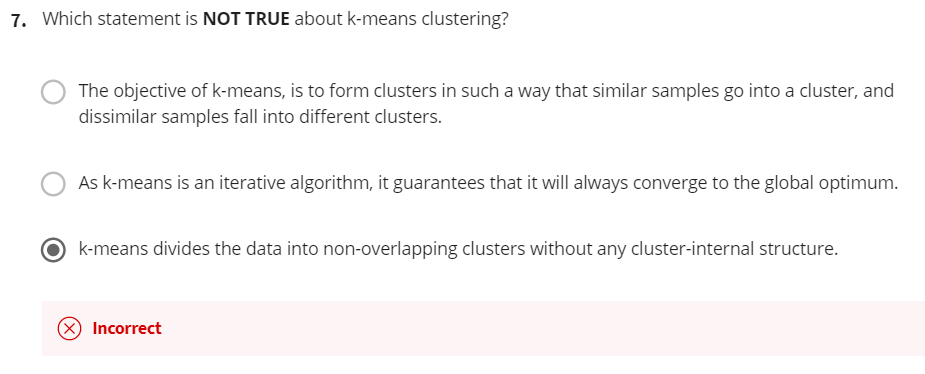 7. Which statement is NOT TRUE about k-means clustering?
The objective of k-means, is to form clusters in such a way that similar samples go into a cluster, and
dissimilar samples fall into different clusters.
As k-means is an iterative algorithm, it guarantees that it will always converge to the global optimum.
k-means divides the data into non-overlapping clusters without any cluster-internal structure.
Incorrect